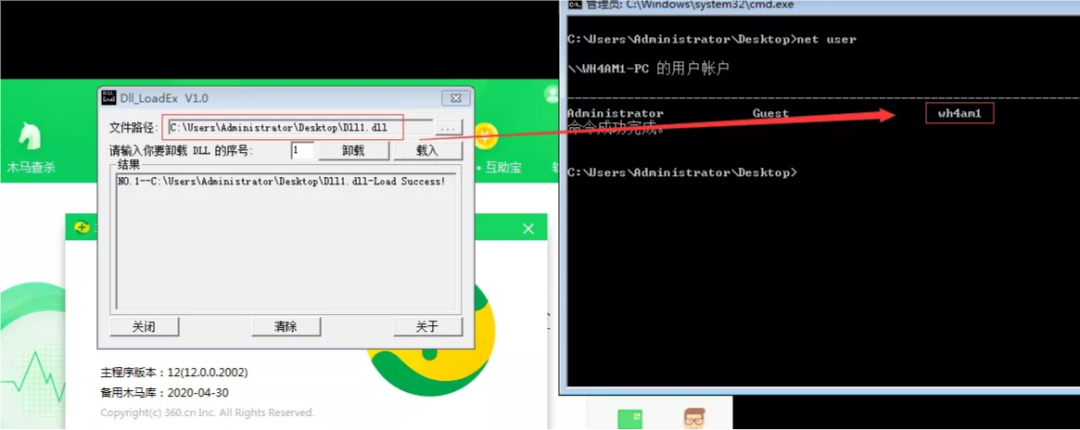 Dll_LoadEx V1.0
文件路径: C:\Users\Administrator\Desktop\Dll1.dll ...
请输入你要卸载 DLL 的序号: 1 卸载 载入
结果
NO.1--C:\Users\Administrator\Desktop\Dll1.dll-Load Success!
关闭 清除 关于
木马查杀
互助宝
主程序版本：12(12.0.0.2002)
备用木马库：2020-04-30
Copyright(c) 360.cn Inc. All Rights Reserved.
管理员: C:\Windows\system32\cmd.exe
C:\Users\Administrator\Desktop>net user
\\WH4AM1-PC 的用户帐户
-------------------------------------------------------------------------------
Administrator Guest wh4am1
命令成功完成。
C:\Users\Administrator\Desktop>